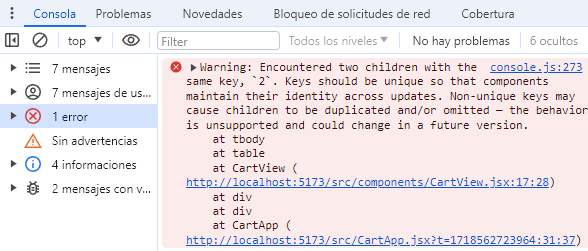 Consola Problemas Novedades Bloqueo de solicitudes de red Cobertura
top Filter Todos los niveles No hay problemas 6 ocultos
7 mensajes
7 mensajes de us...
1 error
Sin advertencias
4 informaciones
2 mensajes con v...
Warning: Encountered two children with the console.js:273
same key, `2`. Keys should be unique so that components
maintain their identity across updates. Non-unique keys may
cause children to be duplicated and/or omitted — the behavior
is unsupported and could change in a future version.
at tbody
at table
at CartView (
http://localhost:5173/src/components/CartView.jsx:17:28)
at div
at div
at CartApp (
http://localhost:5173/src/CartApp.jsx?t=1718562723964:31:37)